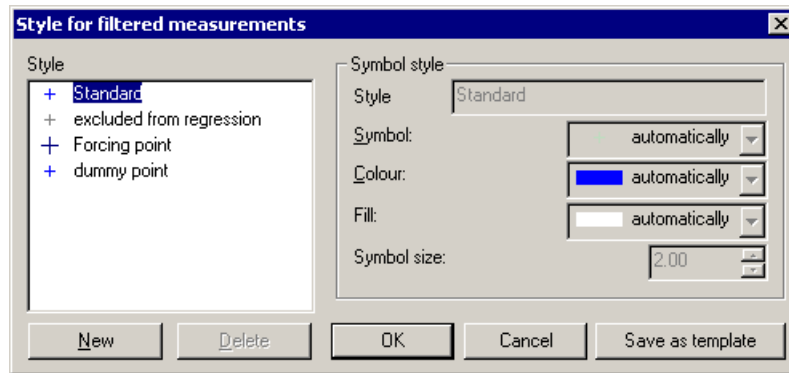 Style for filtered measurements
Style
Standard
excluded from regression
Forcing point
dummy point
Symbol style
Style Standard
Symbol: automatically
Colour: automatically
Fill: automatically
Symbol size: 2.00
New Delete OK Cancel Save as template